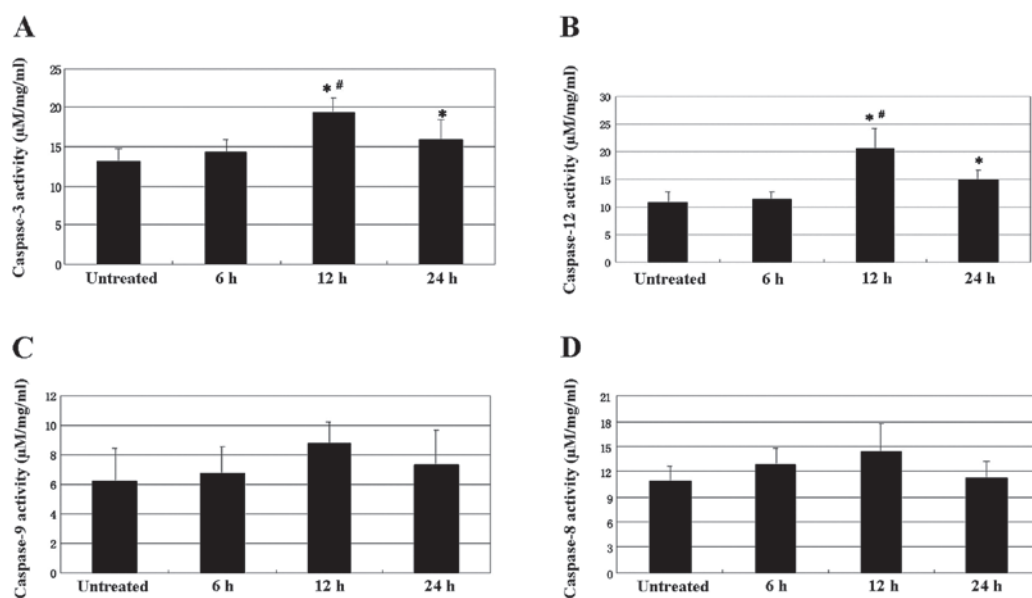 A
Caspase-3 activity (μM/mg/ml)
25
20
15
10
5
0
* #
*
Untreated 6 h 12 h 24 h
B
Caspase-12 activity (μM/mg/ml)
30
25
20
15
10
5
0
* #
*
Untreated 6 h 12 h 24 h
C
Caspase-9 activity (μM/mg/ml)
12
10
8
6
4
2
0
Untreated 6 h 12 h 24 h
D
Caspase-8 activity (μM/mg/ml)
21
18
15
12
9
6
3
0
Untreated 6 h 12 h 24 h